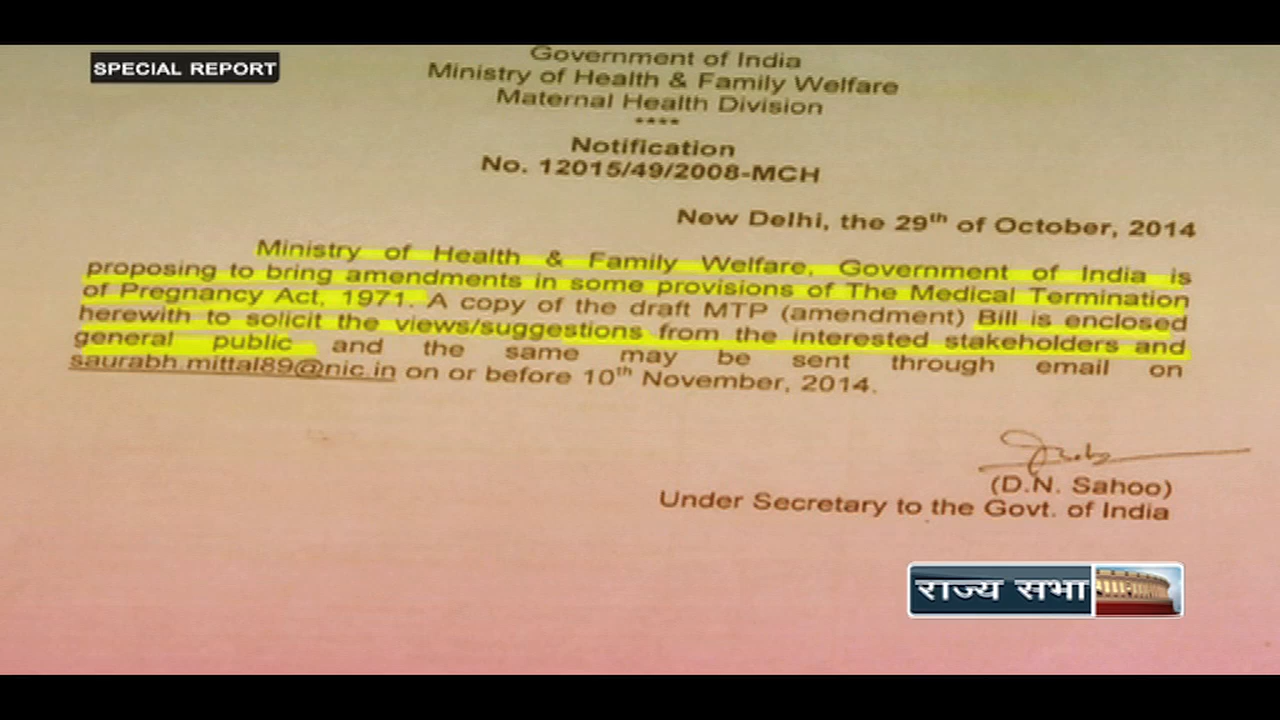 SPECIAL REPORT
Government of India
Ministry of Health & Family Welfare
Maternal Health Division
****
Notification
No. 12015/49/2008-MCH
New Delhi, the 29th of October, 2014
Ministry of Health & Family Welfare, Government of India is
proposing to bring amendments in some provisions of The Medical Termination
of Pregnancy Act, 1971. A copy of the draft MTP (amendment) Bill is enclosed
herewith to solicit the views/suggestions from the interested stakeholders and
general public and the same may be sent through email on
saurabh.mittal89@nic.in on or before 10th November, 2014.
(D.N. Sahoo)
Under Secretary to the Govt. of India
राज्य सभा